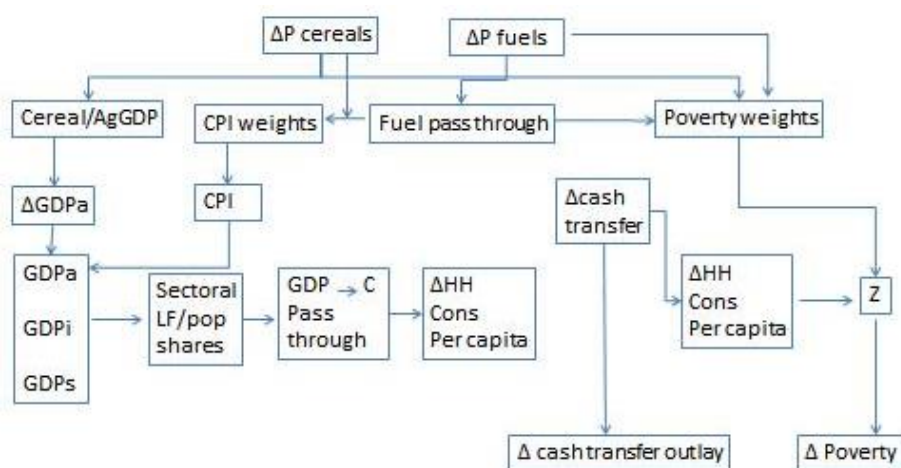 ΔP cereals
ΔP fuels
Cereal/AgGDP
CPI weights
Fuel pass through
Poverty weights
ΔGDPa
CPI
Δcash
transfer
GDPa
GDPi
GDPs
Sectoral
LF/pop
shares
GDP → C
Pass
through
ΔHH
Cons
Per capita
ΔHH
Cons
Per capita
Z
Δ cash transfer outlay
Δ Poverty